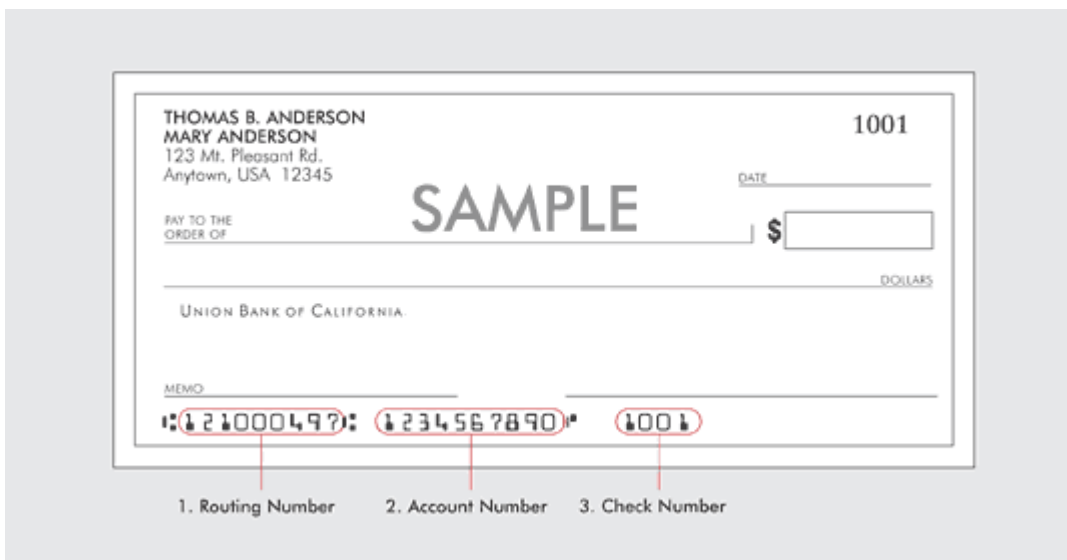 THOMAS B. ANDERSON
MARY ANDERSON
123 Mt. Pleasant Rd.
Anytown, USA 12345
1001
DATE
SAMPLE
PAY TO THE
ORDER OF
$
DOLLARS
UNION BANK OF CALIFORNIA
MEMO
⑆121000497⑆ 1234567890⑈ 1001
1. Routing Number 2. Account Number 3. Check Number